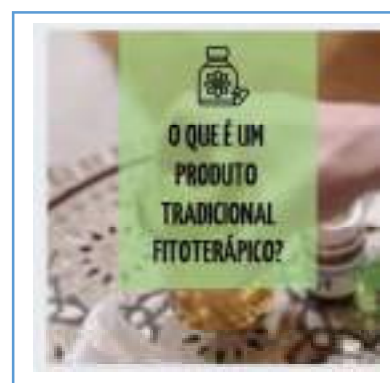 O QUE É UM
PRODUTO
TRADICIONAL
FITOTERÁPICO?